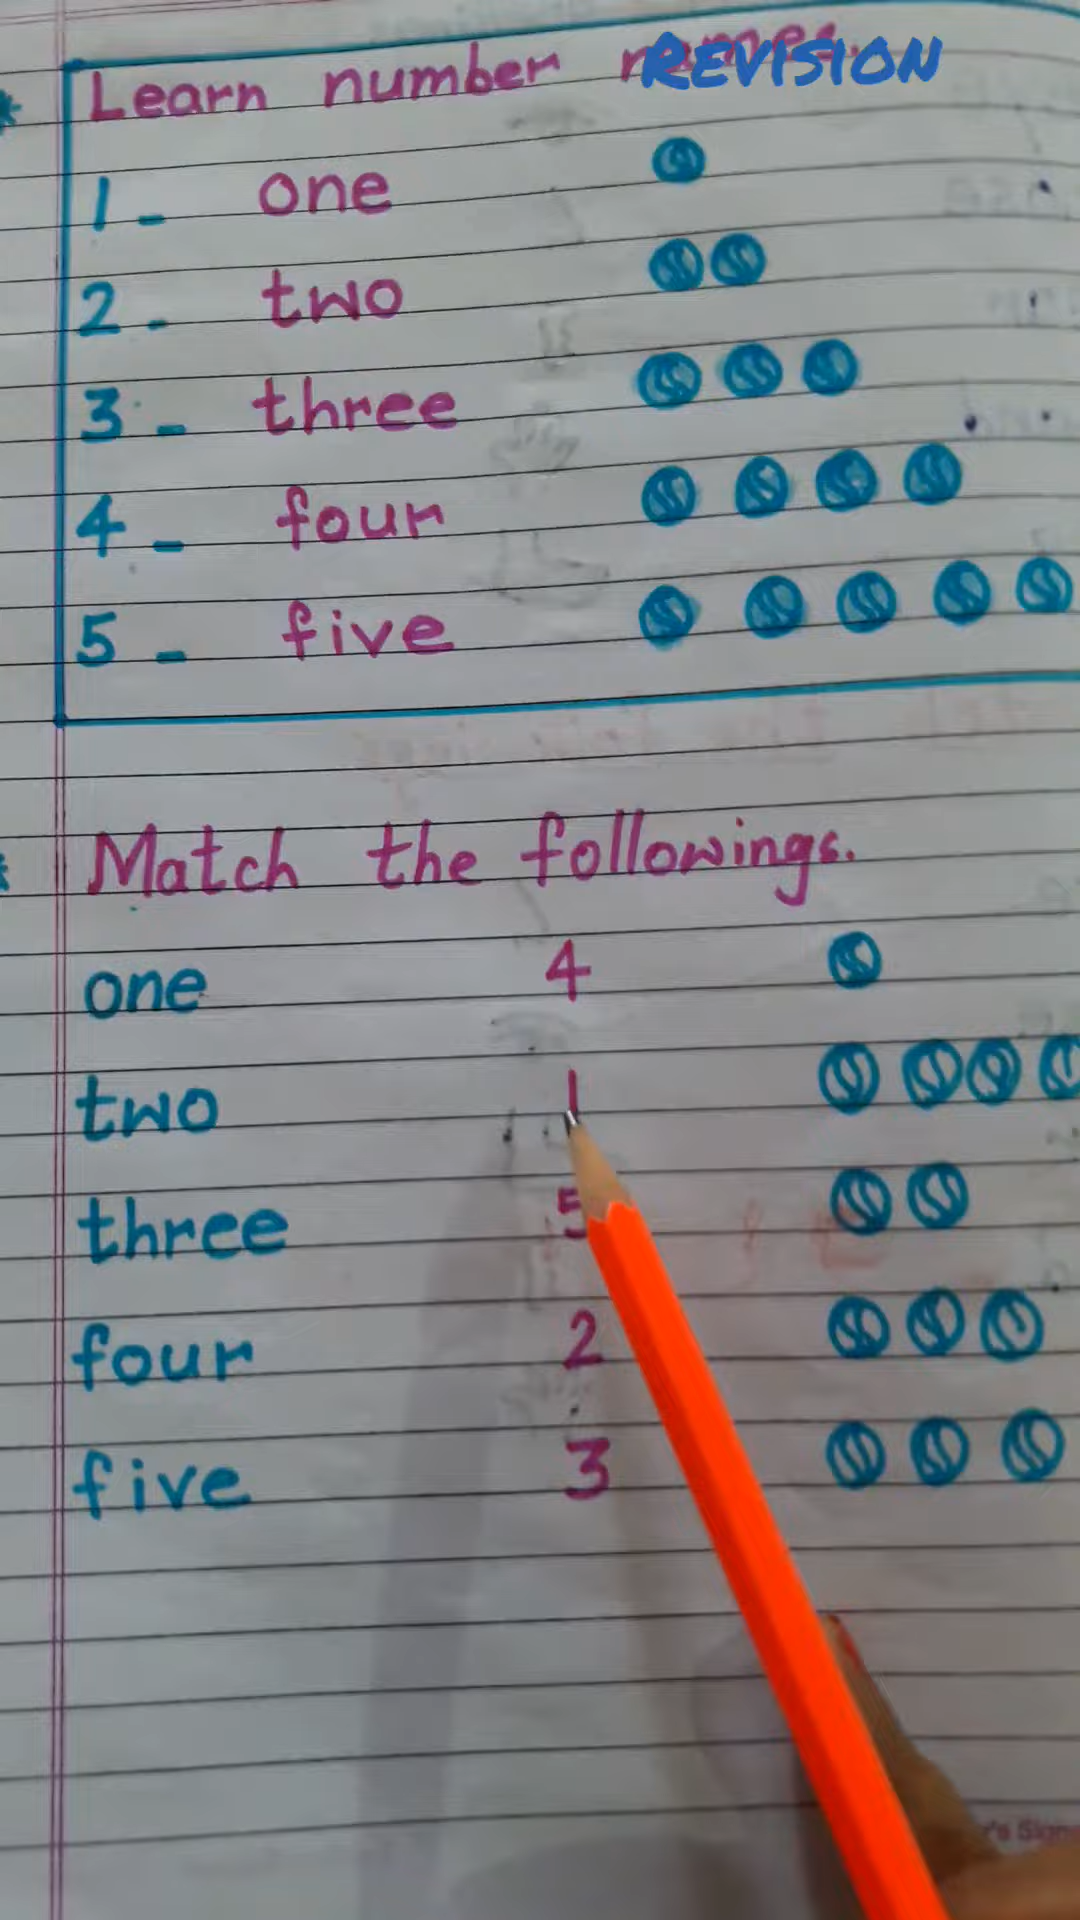 Learn number names.
REVISION
1 - one
2 - two
3 - three
4 - four
5 - five
Match the followings.
one 4
two 1
three 5
four 2
five 3